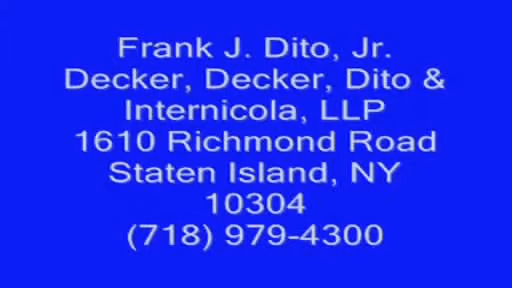 Frank J. Dito, Jr.
Decker, Decker, Dito &
Internicola, LLP
1610 Richmond Road
Staten Island, NY
10304
(718) 979-4300